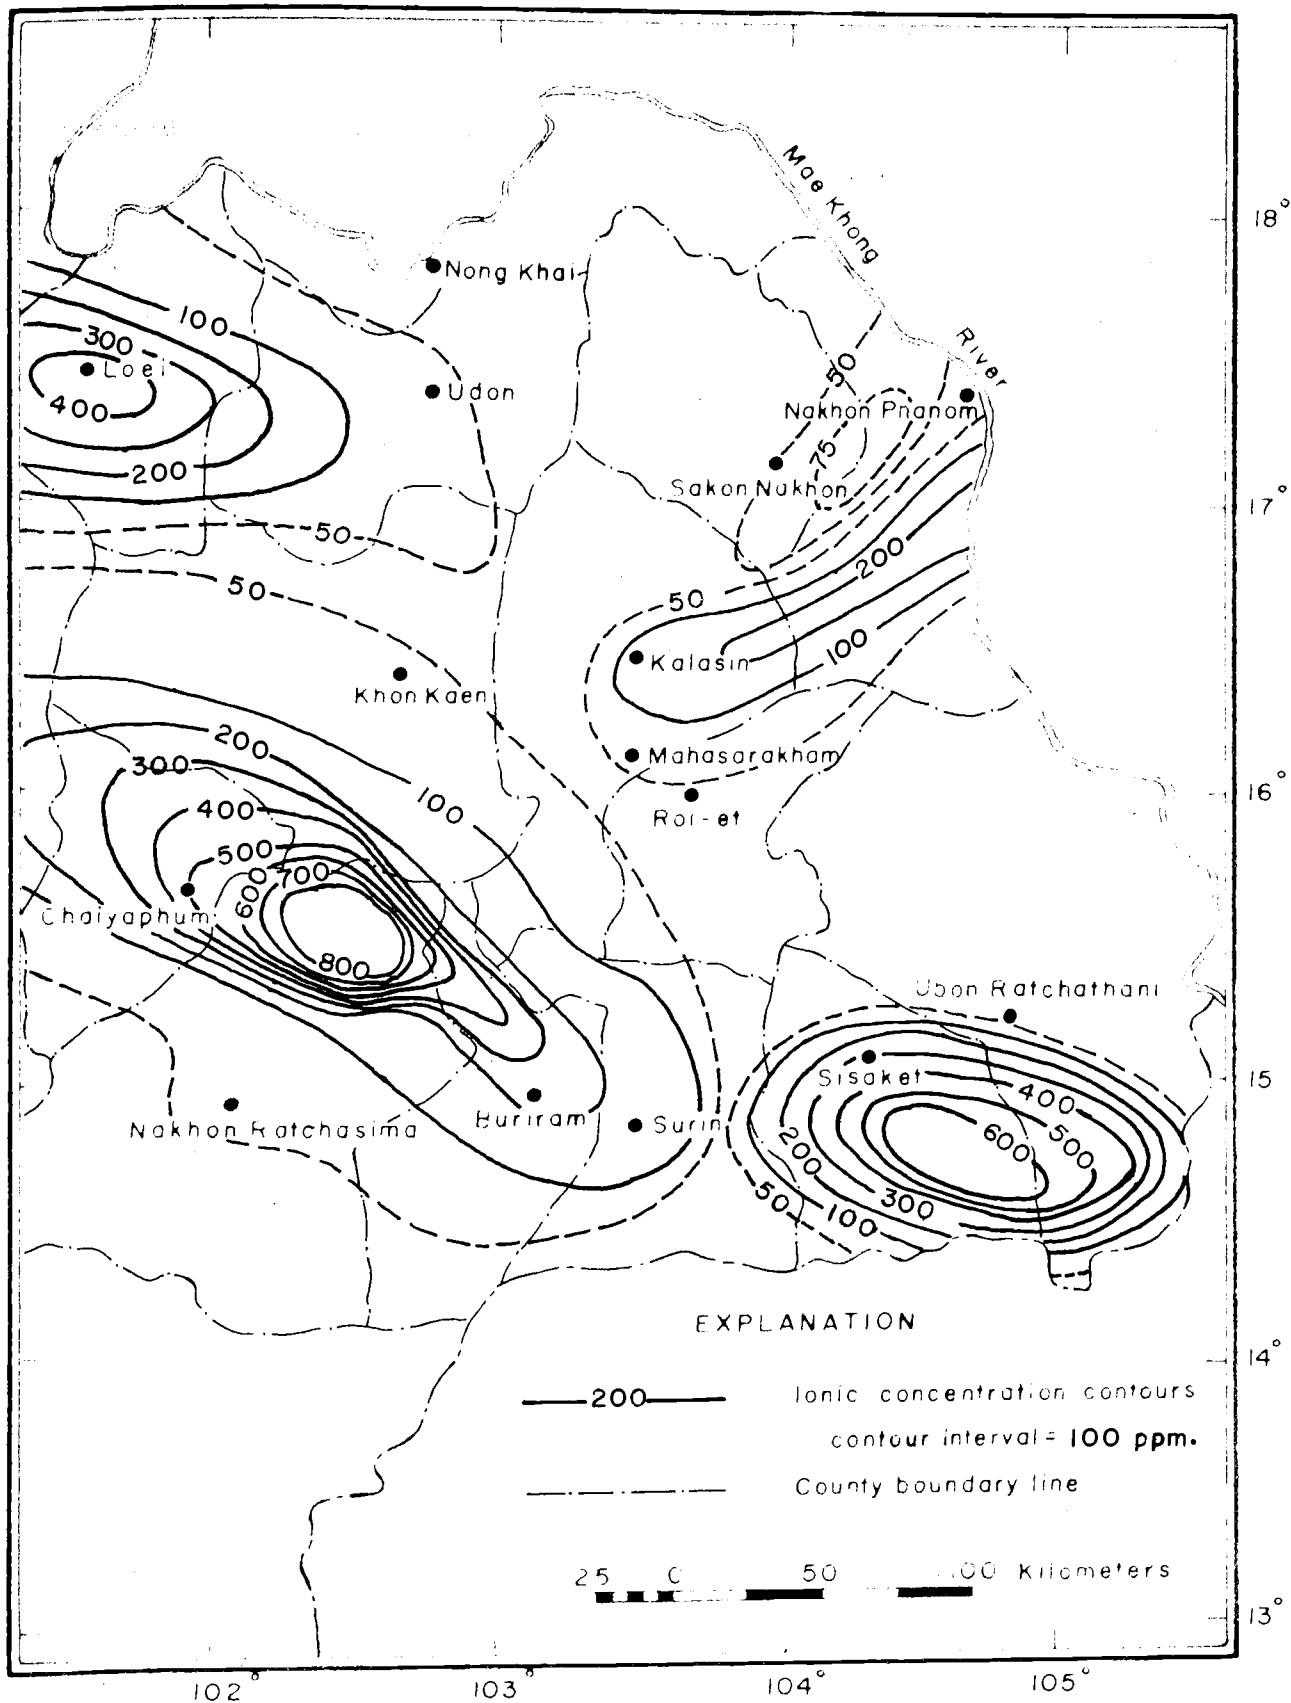 Mae Khong
River
18°
Nong Khai
100
300
Loei
400
Udon
50
Nakhon Pnanom
75
200
Sakon Nakhon
17°
50
200
50
50
100
Kalasin
Khon Kaen
200
Mahasarakham
300
16°
100
400
Roi-et
500
600
700
Chaiyaphum
800
Ubon Ratchathani
Sisaket
15°
400
Nakhon Ratchasima
Buriram
Surin
200
600
500
50
100
300
EXPLANATION
14°
200
Ionic concentration contours
contour interval = 100 ppm.
County boundary line
25 0 50 100 Kilometers
13°
102° 103° 104° 105°